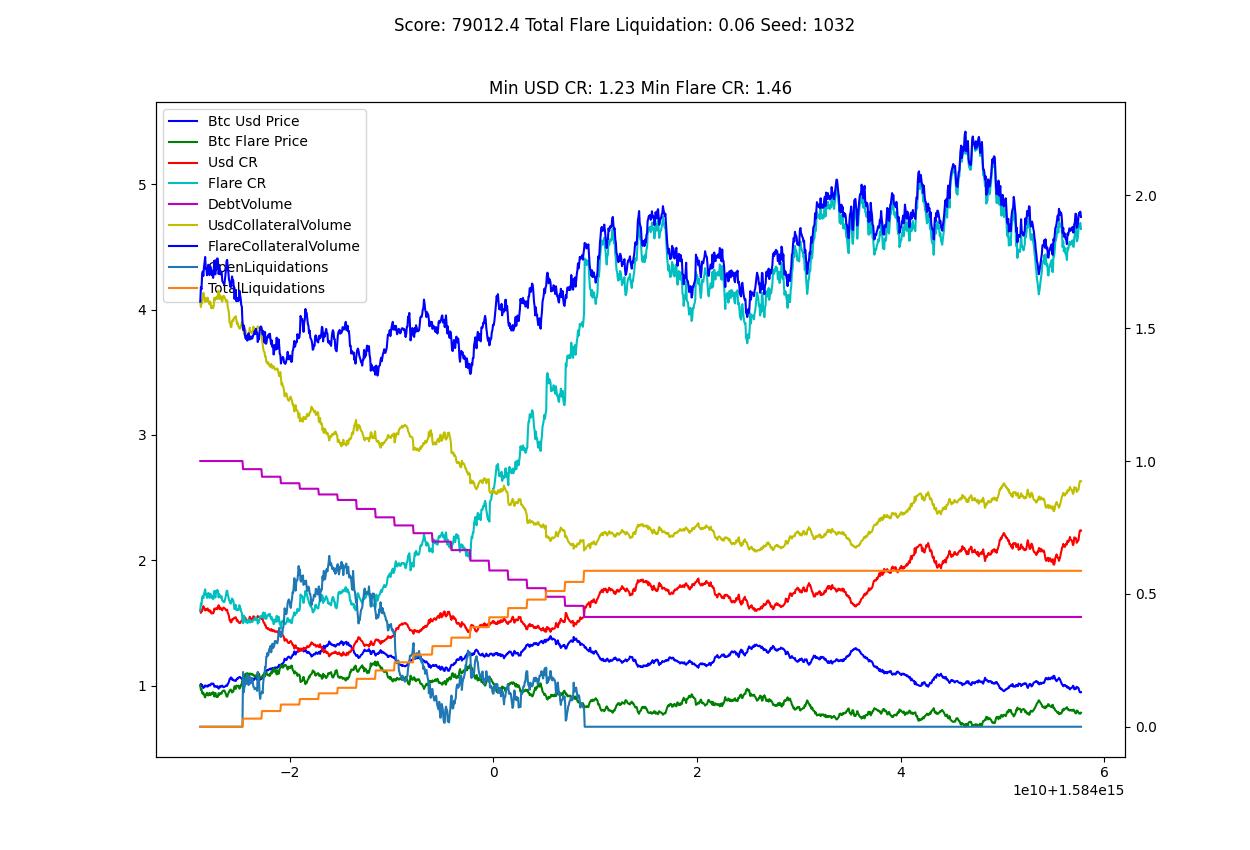 Score: 79012.4 Total Flare Liquidation: 0.06 Seed: 1032
Min USD CR: 1.23 Min Flare CR: 1.46
Btc Usd Price
Btc Flare Price
Usd CR
Flare CR
DebtVolume
UsdCollateralVolume
FlareCollateralVolume
OpenLiquidations
TotalLiquidations
5
4
3
2
1
2.0
1.5
1.0
0.5
0.0
−2 0 2 4 6
1e10+1.584e15